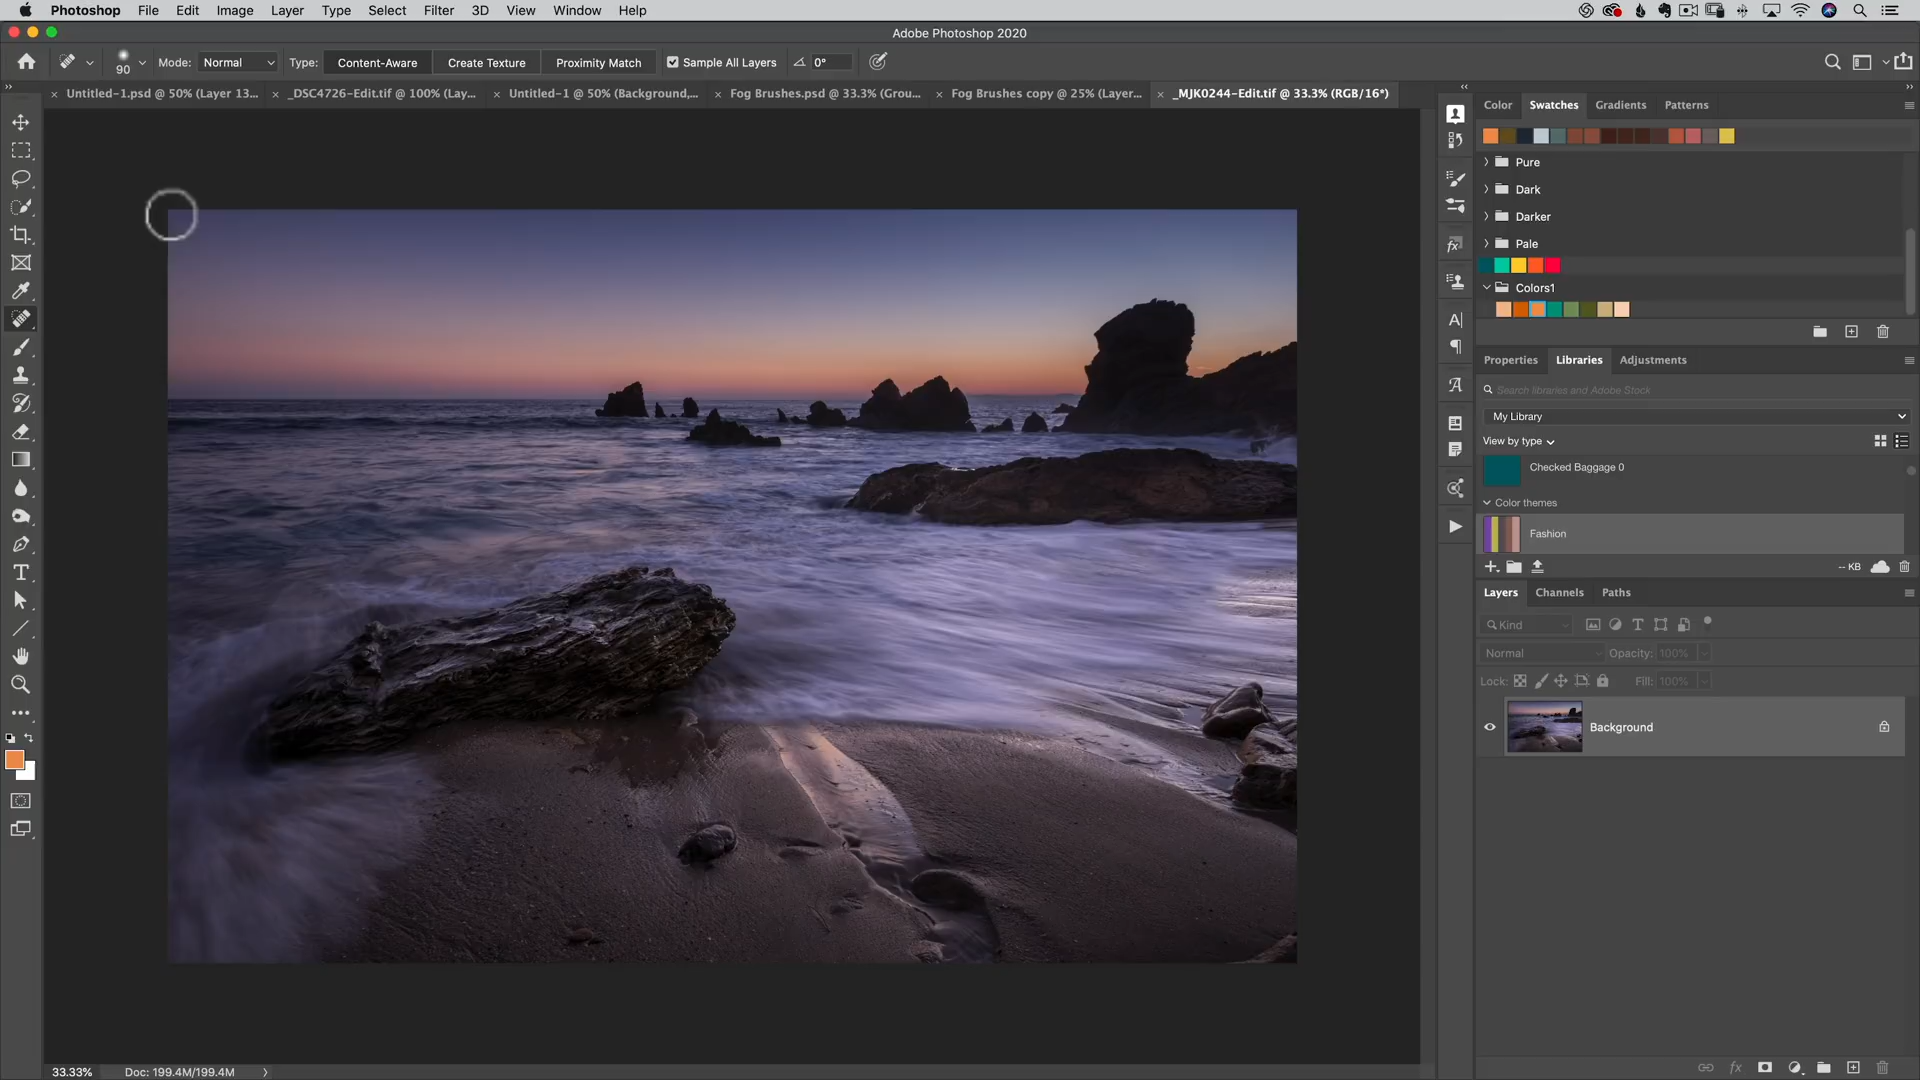 Photoshop File Edit Image Layer Type Select Filter 3D View Window Help
Adobe Photoshop 2020
90 Mode: Normal Type: Content-Aware Create Texture Proximity Match Sample All Layers 0°
Untitled-1.psd @ 50% (Layer 13... _DSC4726-Edit.tif @ 100% (Lay... Untitled-1 @ 50% (Background,... Fog Brushes.psd @ 33.3% (Grou... Fog Brushes copy @ 25% (Layer... _MJK0244-Edit.tif @ 33.3% (RGB/16*)
Color Swatches Gradients Patterns
Pure
Dark
Darker
Pale
Colors1
Properties Libraries Adjustments
Search libraries and Adobe Stock
My Library
View by type
Checked Baggage 0
Color themes
Fashion
-- KB
Layers Channels Paths
Kind
Normal Opacity: 100%
Lock: Fill: 100%
Background
33.33% Doc: 199.4M/199.4M